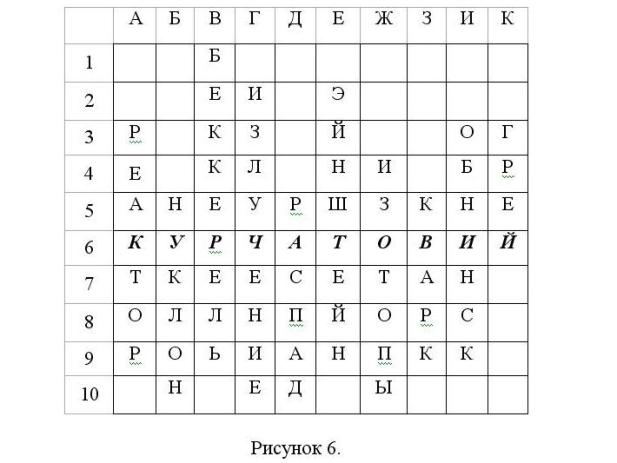 А Б В Г Д Е Ж З И К
1 Б
2 Е И Э
3 Р К З Й О Г
4 Е К Л Н И Б Р
5 А Н Е У Р Ш З К Н Е
6 К У Р Ч А Т О В И Й
7 Т К Е Е С Е Т А Н
8 О Л Л Н П Й О Р С
9 Р О Ь И А Н П К К
10 Н Е Д Ы
Рисунок 6.